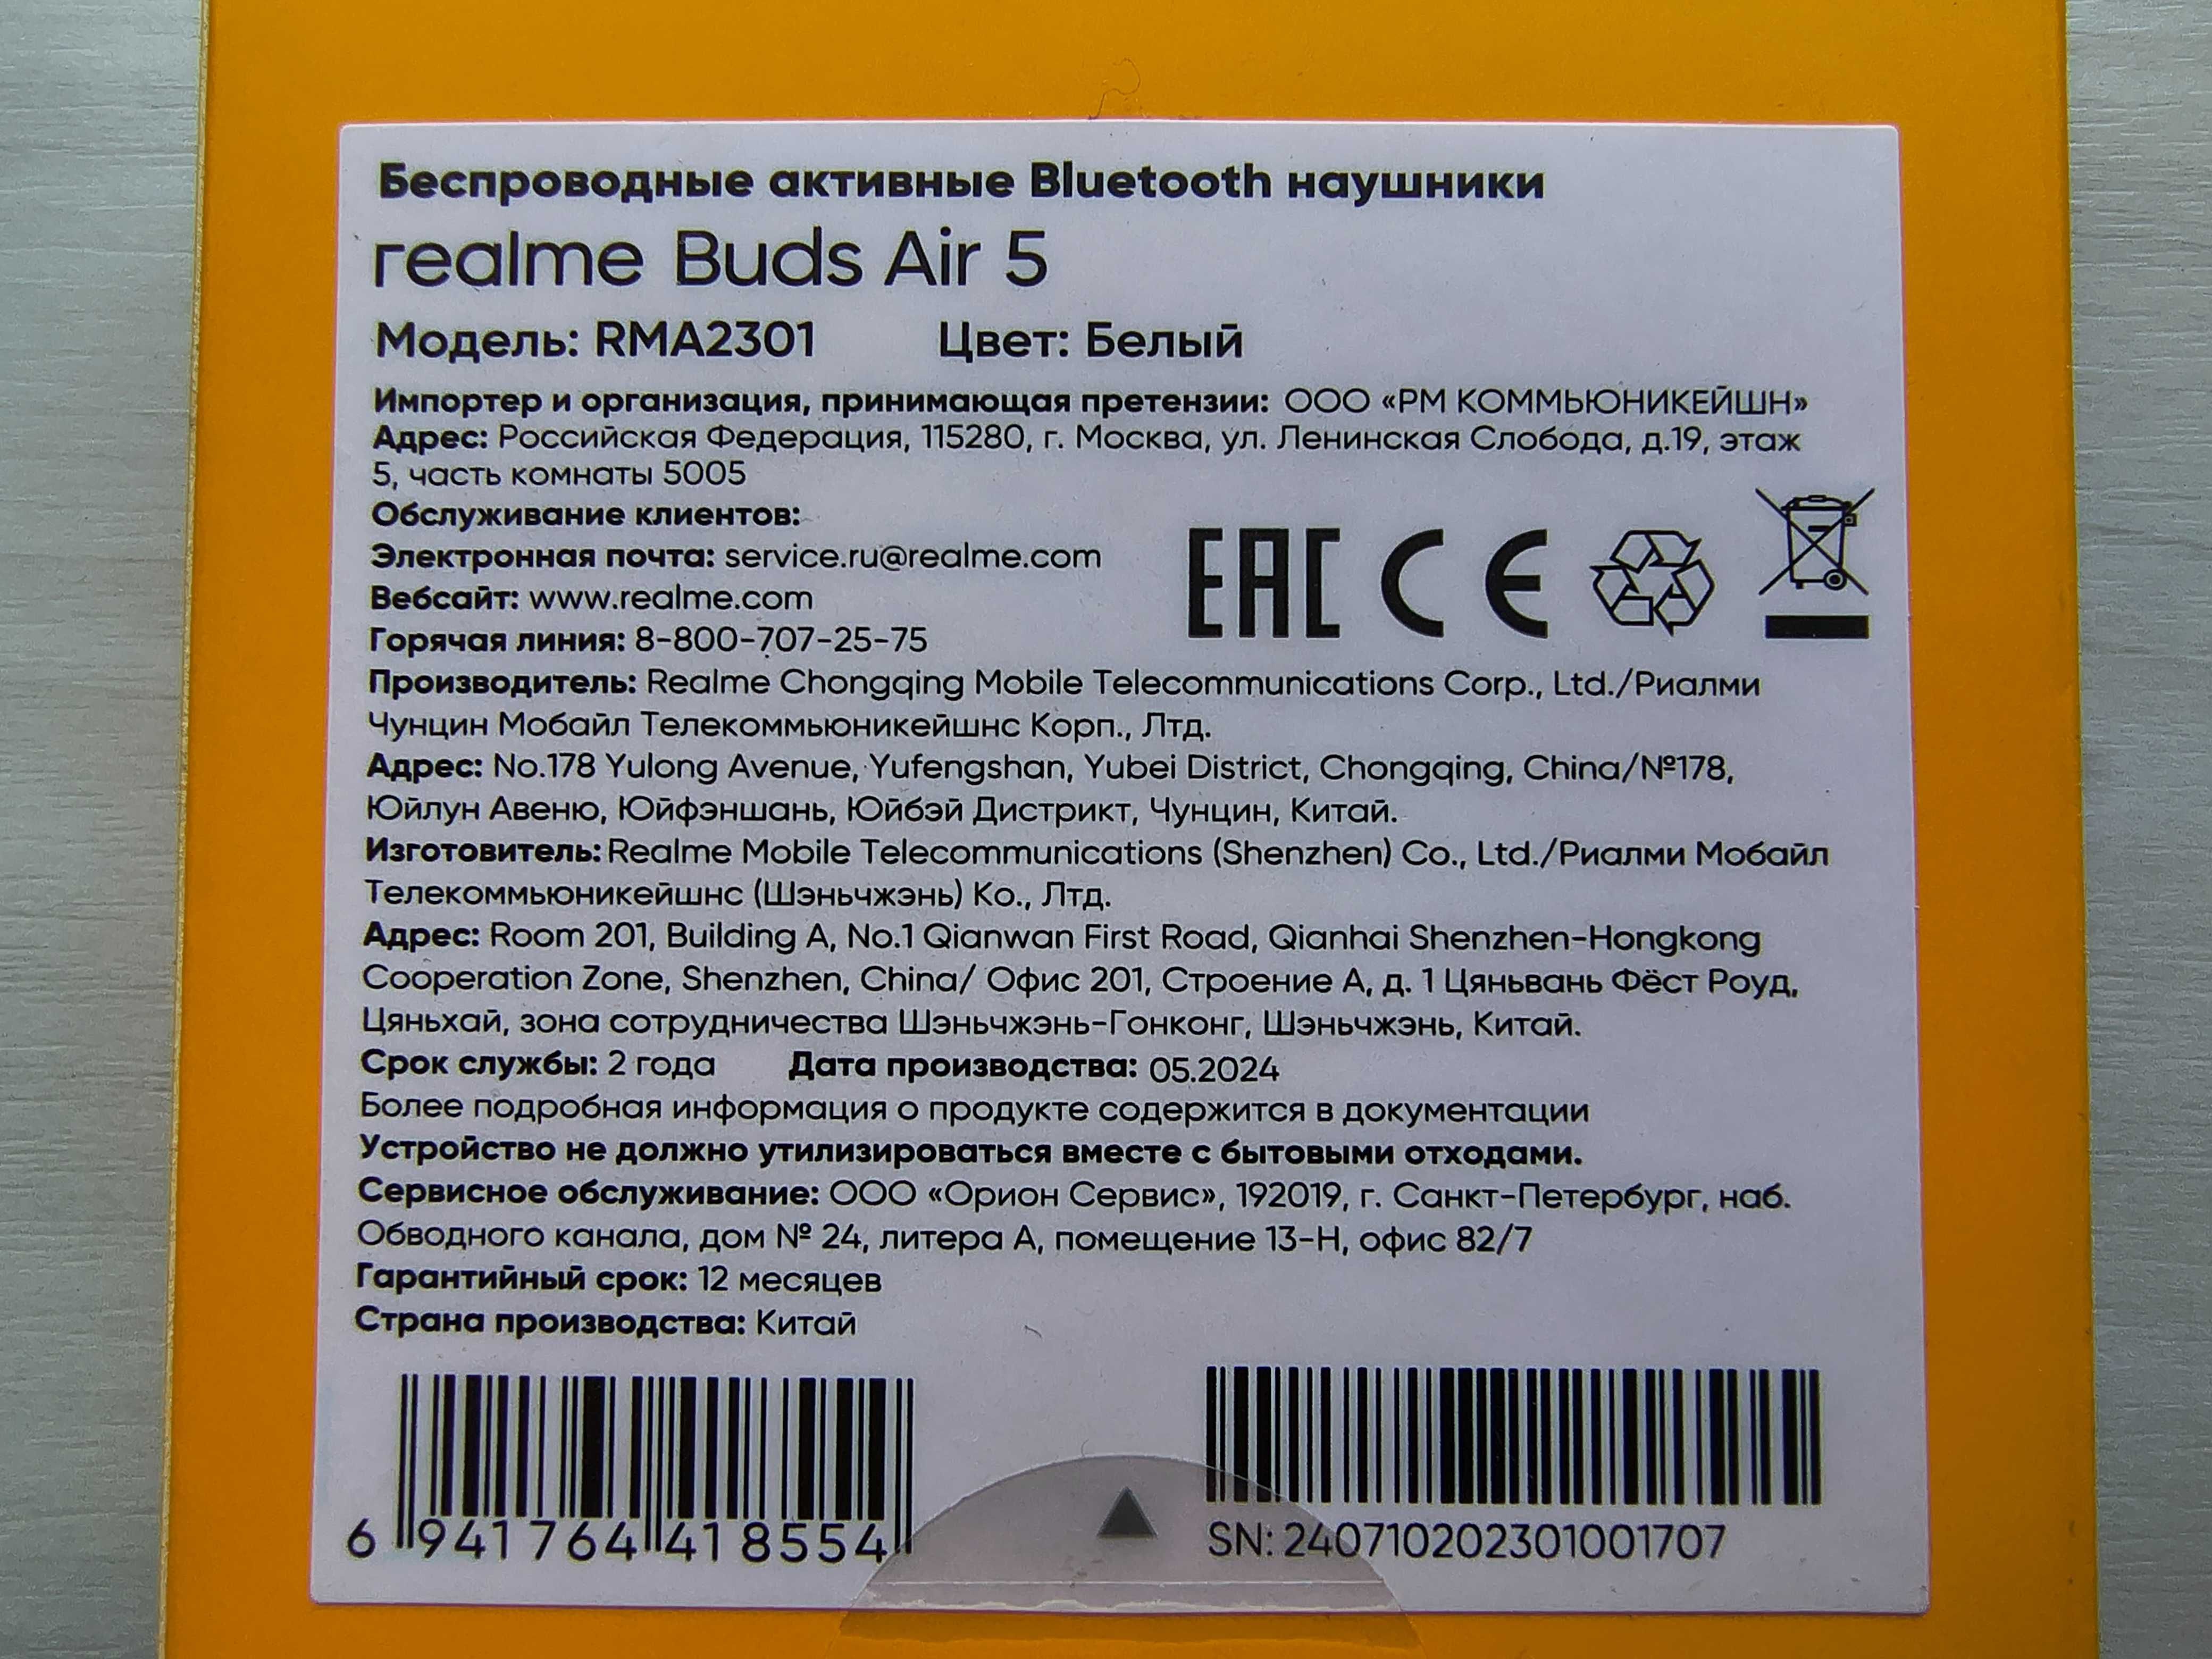 Беспроводные активные Bluetooth наушники
realme Buds Air 5
Модель: RMA2301 Цвет: Белый
Импортер и организация, принимающая претензии: ООО «РМ КОММЬЮНИКЕЙШН»
Адрес: Российская Федерация, 115280, г. Москва, ул. Ленинская Слобода, д.19, этаж
5, часть комнаты 5005
Обслуживание клиентов:
Электронная почта: service.ru@realme.com
Вебсайт: www.realme.com
Горячая линия: 8-800-707-25-75
EAC CE
Производитель: Realme Chongqing Mobile Telecommunications Corp., Ltd./Риалми
Чунцин Мобайл Телекоммьюникейшнс Корп., Лтд.
Адрес: No.178 Yulong Avenue, Yufengshan, Yubei District, Chongqing, China/№178,
Юйлун Авеню, Юйфэншань, Юйбэй Дистрикт, Чунцин, Китай.
Изготовитель: Realme Mobile Telecommunications (Shenzhen) Co., Ltd./Риалми Мобайл
Телекоммьюникейшнс (Шэньчжэнь) Ко., Лтд.
Адрес: Room 201, Building A, No.1 Qianwan First Road, Qianhai Shenzhen-Hongkong
Cooperation Zone, Shenzhen, China/ Офис 201, Строение А, д. 1 Цяньвань Фёст Роуд,
Цяньхай, зона сотрудничества Шэньчжэнь-Гонконг, Шэньчжэнь, Китай.
Срок службы: 2 года Дата производства: 05.2024
Более подробная информация о продукте содержится в документации
Устройство не должно утилизироваться вместе с бытовыми отходами.
Сервисное обслуживание: ООО «Орион Сервис», 192019, г. Санкт-Петербург, наб.
Обводного канала, дом № 24, литера А, помещение 13-Н, офис 82/7
Гарантийный срок: 12 месяцев
Страна производства: Китай
6 941764 418554
SN: 240710202301001707